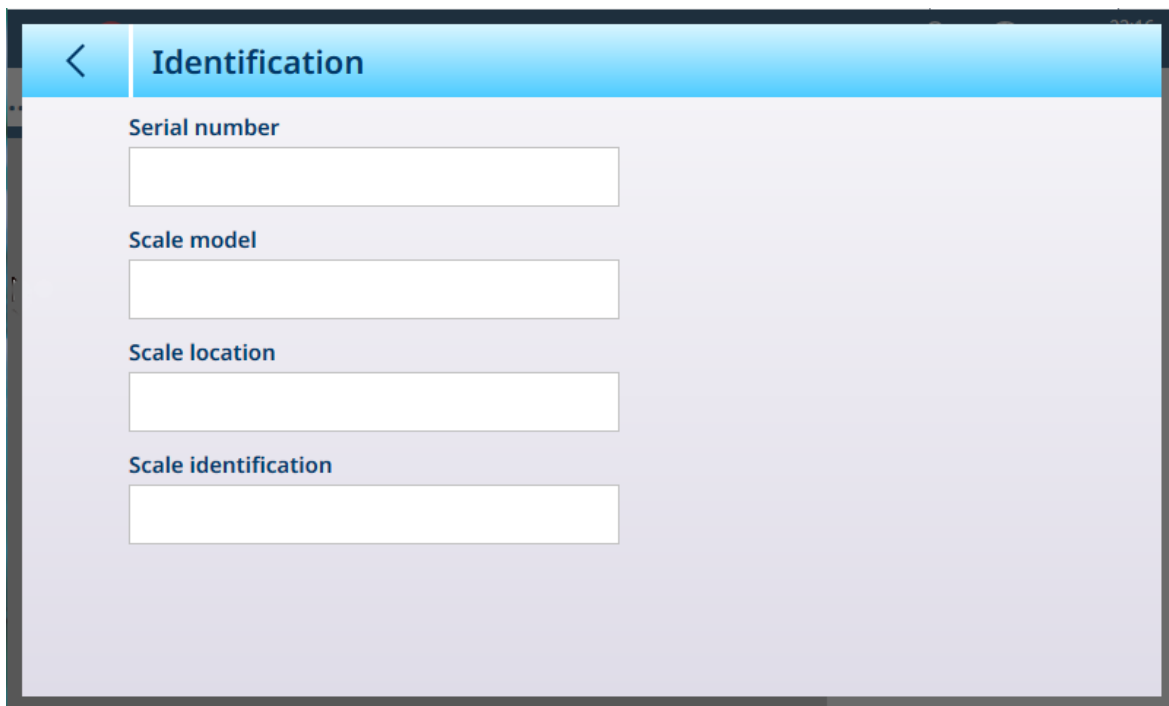 Identification
Serial number
Scale model
Scale location
Scale identification